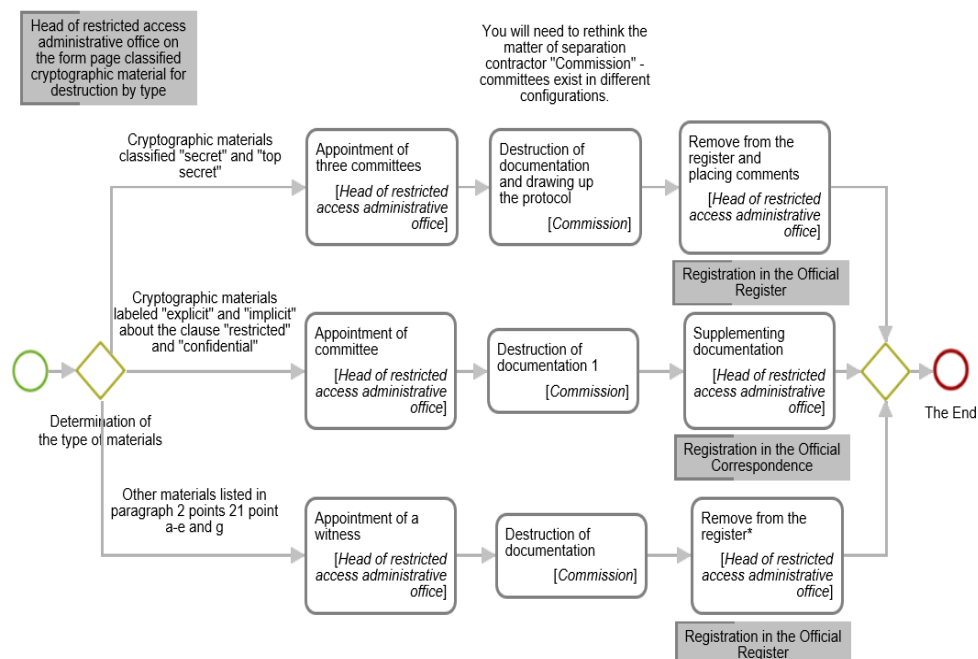 Head of restricted access
administrative office on
the form page classified
cryptographic material for
destruction by type
You will need to rethink the
matter of separation
contractor "Commission" -
committees exist in different
configurations.
Cryptographic materials
classified "secret" and "top
secret"
Appointment of
three committees
[Head of restricted
access administrative
office]
Destruction of
documentation
and drawing up
the protocol
[Commission]
Remove from the
register and
placing comments
[Head of restricted
access administrative
office]
Registration in the Official
Register
Cryptographic materials
labeled "explicit" and "implicit"
about the clause "restricted"
and "confidential"
Appointment of
committee
[Head of restricted
access administrative
office]
Destruction of
documentation 1
[Commission]
Supplementing
documentation
[Head of restricted
access administrative
office]
Registration in the Official
Correspondence
Determination of
the type of materials
The End
Other materials listed in
paragraph 2 points 21 point
a-e and g
Appointment of a
witness
[Head of restricted
access administrative
office]
Destruction of
documentation
[Commission]
Remove from the
register*
[Head of restricted
access administrative
office]
Registration in the Official
Register